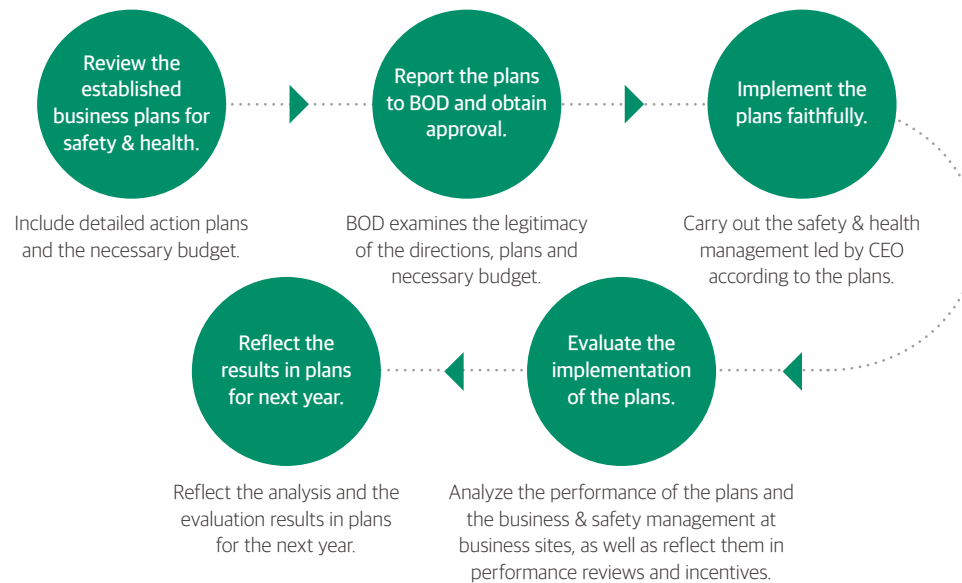 Review the
established
business plans for
safety & health.
Include detailed action plans
and the necessary budget.
Report the plans
to BOD and obtain
approval.
BOD examines the legitimacy
of the directions, plans and
necessary budget.
Implement the
plans faithfully.
Carry out the safety & health
management led by CEO
according to the plans.
Evaluate the
implementation
of the plans.
Analyze the performance of the plans and
the business & safety management at
business sites, as well as reflect them in
performance reviews and incentives.
Reflect the
results in plans
for next year.
Reflect the analysis and the
evaluation results in plans
for the next year.